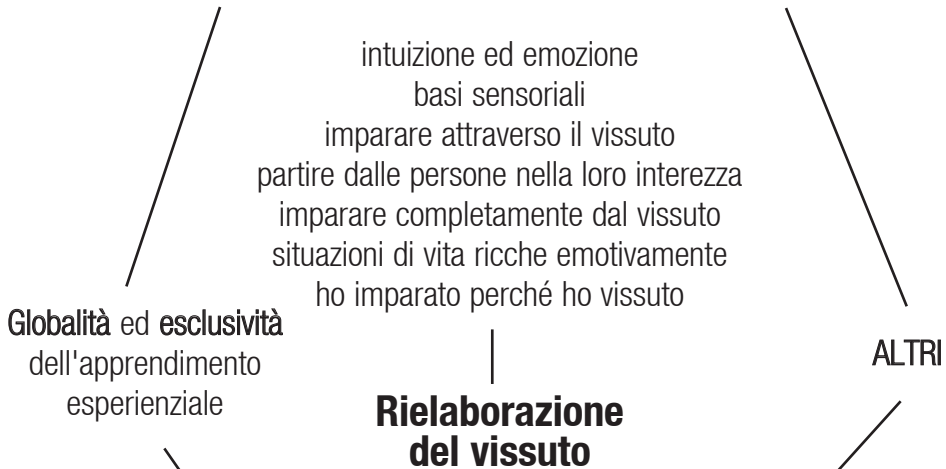 intuizione ed emozione
basi sensoriali
imparare attraverso il vissuto
partire dalle persone nella loro interezza
imparare completamente dal vissuto
situazioni di vita ricche emotivamente
ho imparato perché ho vissuto
Globalità ed esclusività
dell'apprendimento
esperienziale
ALTRI
Rielaborazione
del vissuto